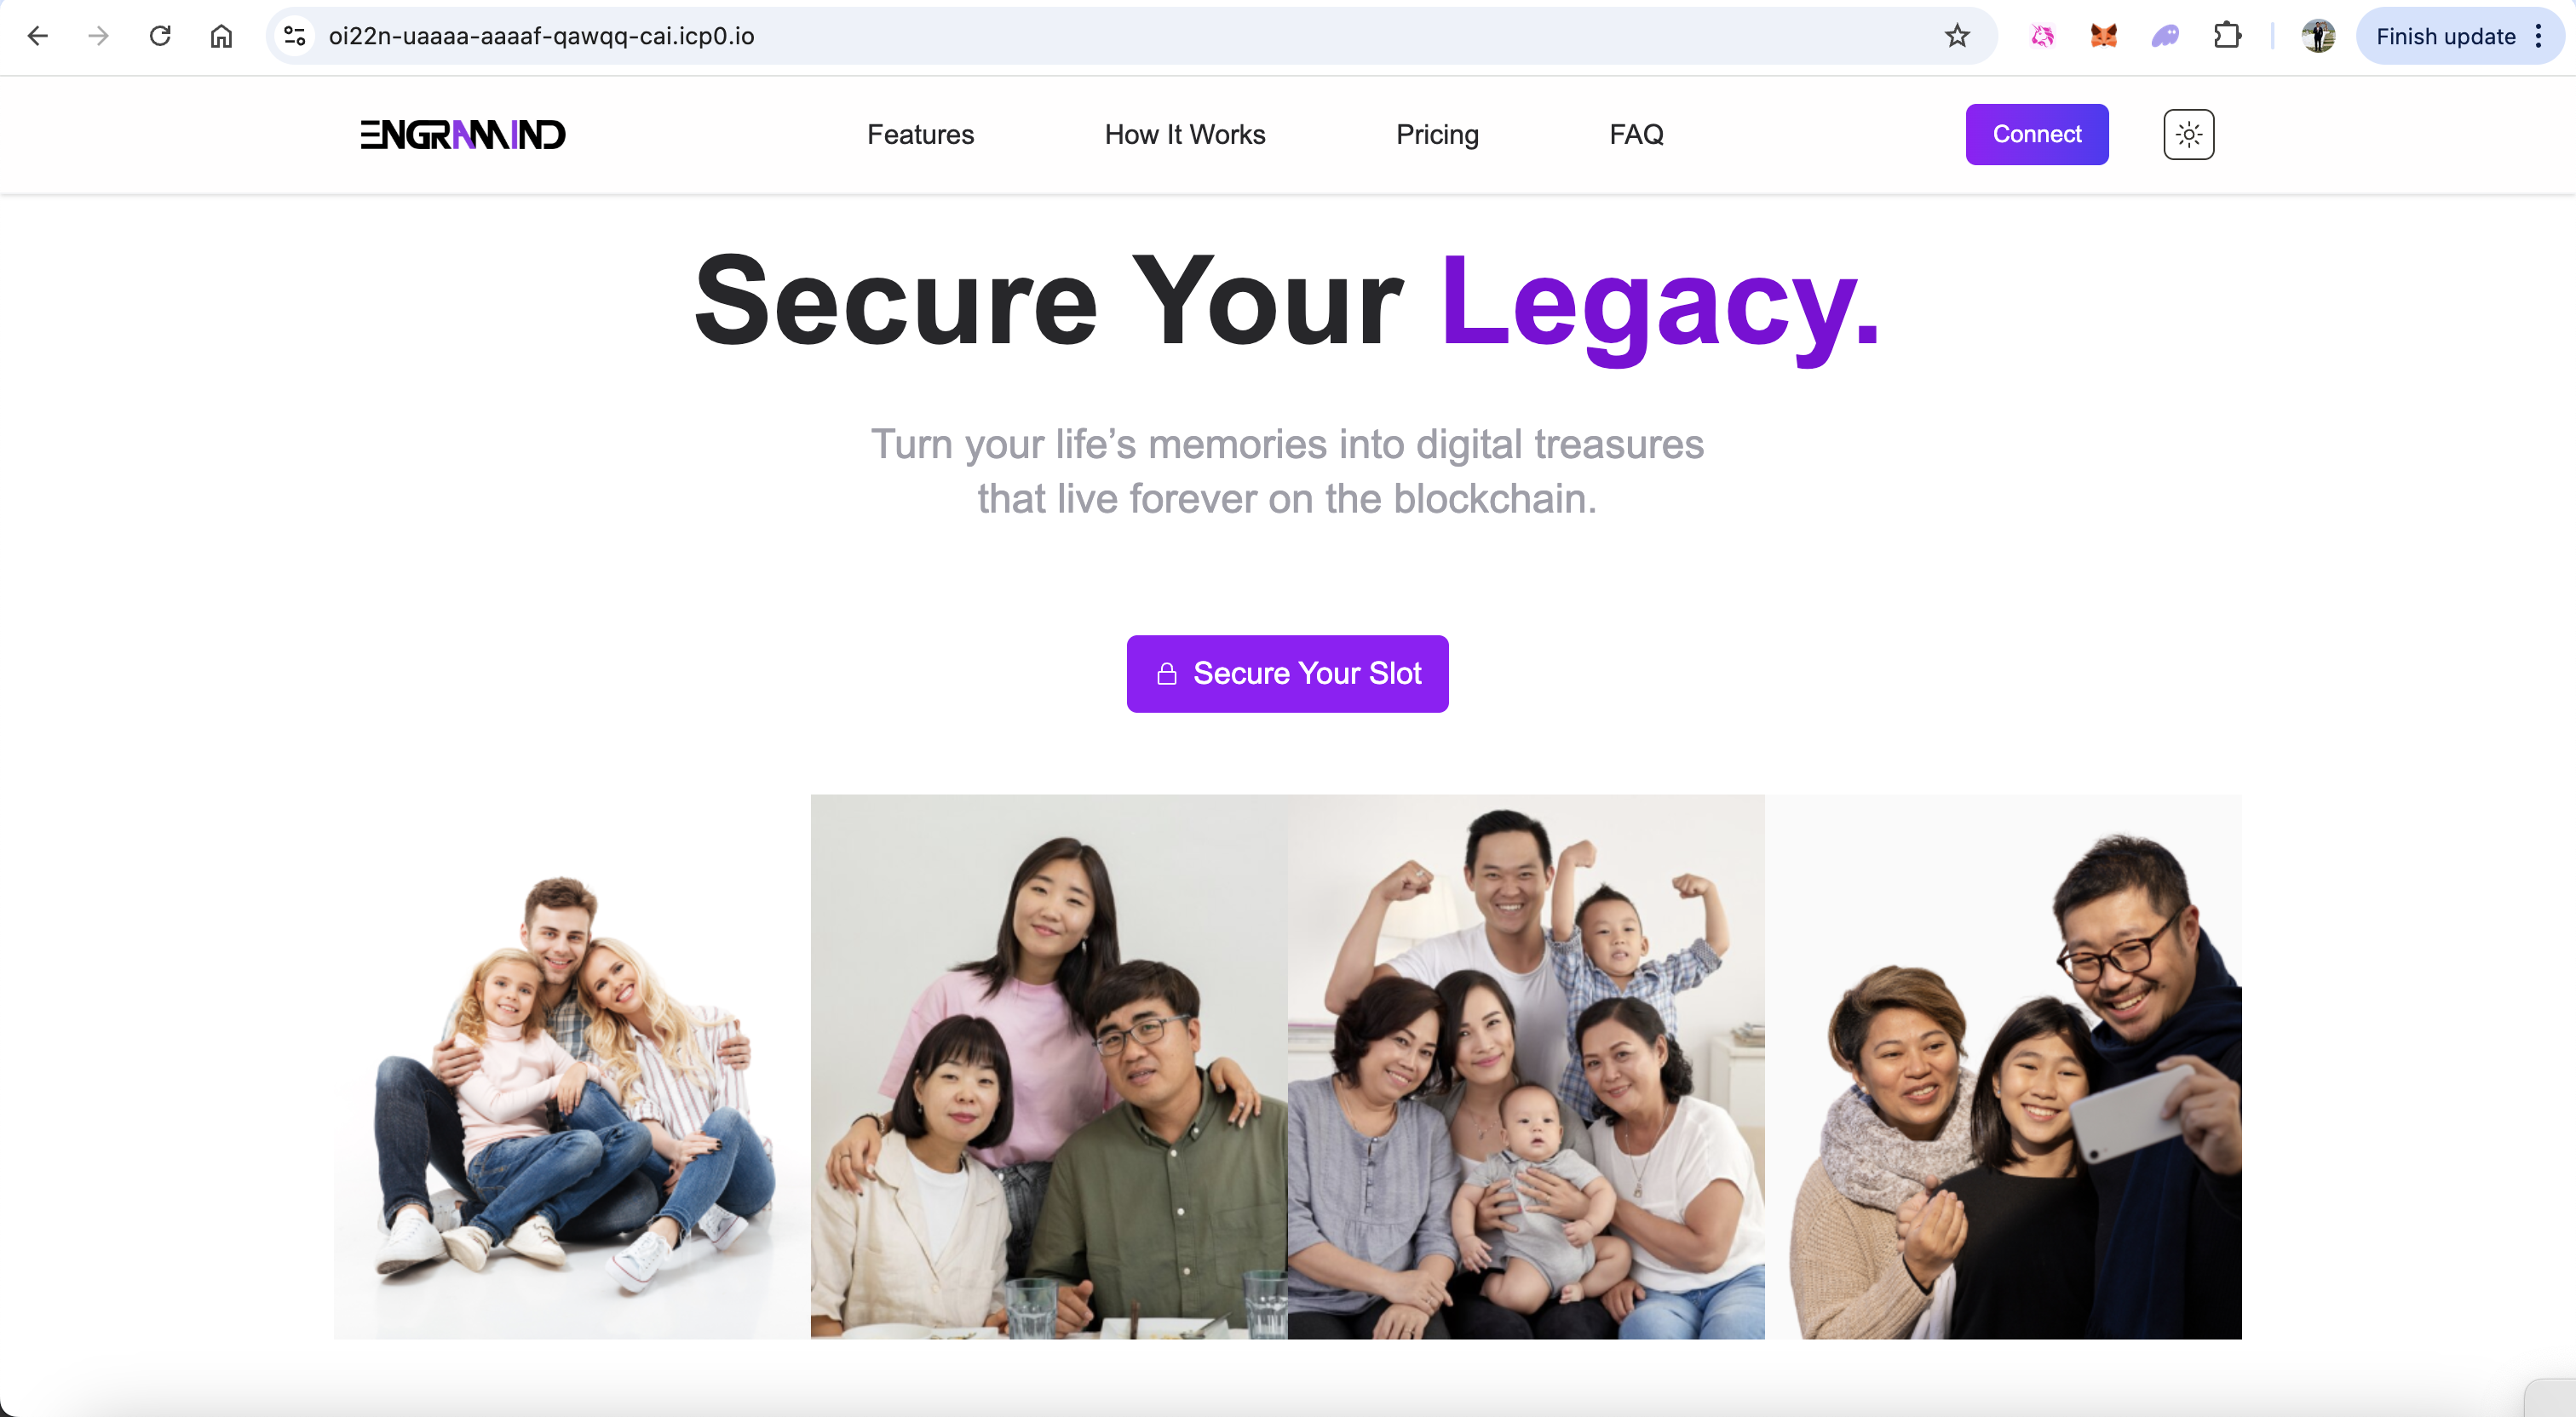 oi22n-uaaaa-aaaaf-qawqq-cai.icp0.io
Finish update
ENGRAMIND
Features
How It Works
Pricing
FAQ
Connect
Secure Your Legacy.
Turn your life’s memories into digital treasures
that live forever on the blockchain.
Secure Your Slot